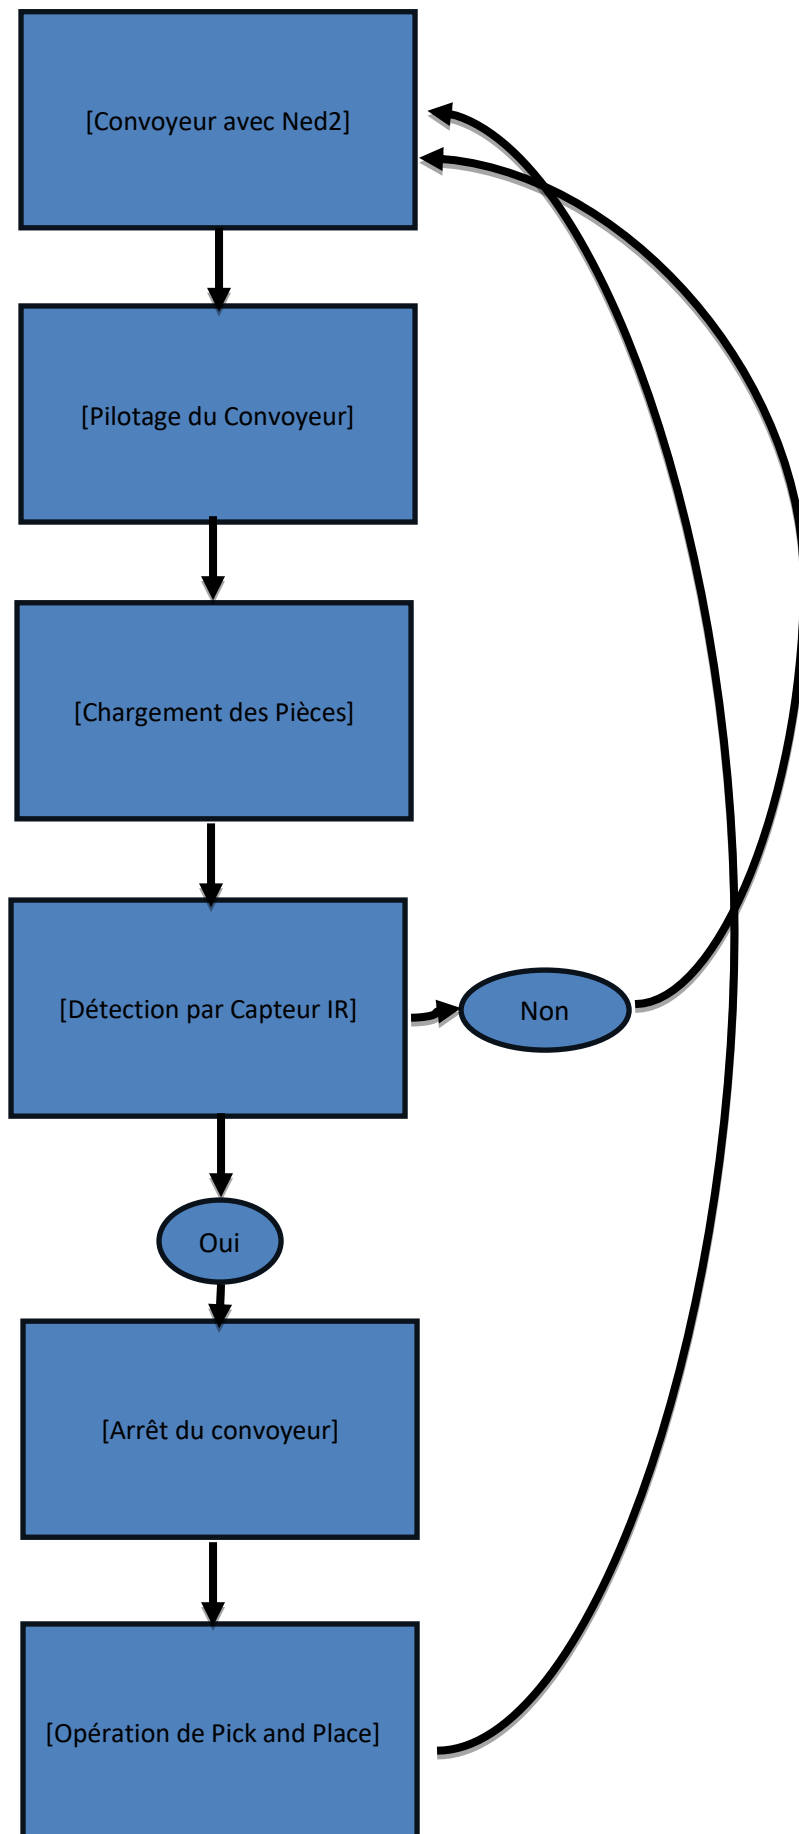 [Convoyeur avec Ned2]
[Pilotage du Convoyeur]
[Chargement des Pièces]
[Détection par Capteur IR]
Non
Oui
[Arrêt du convoyeur]
[Opération de Pick and Place]